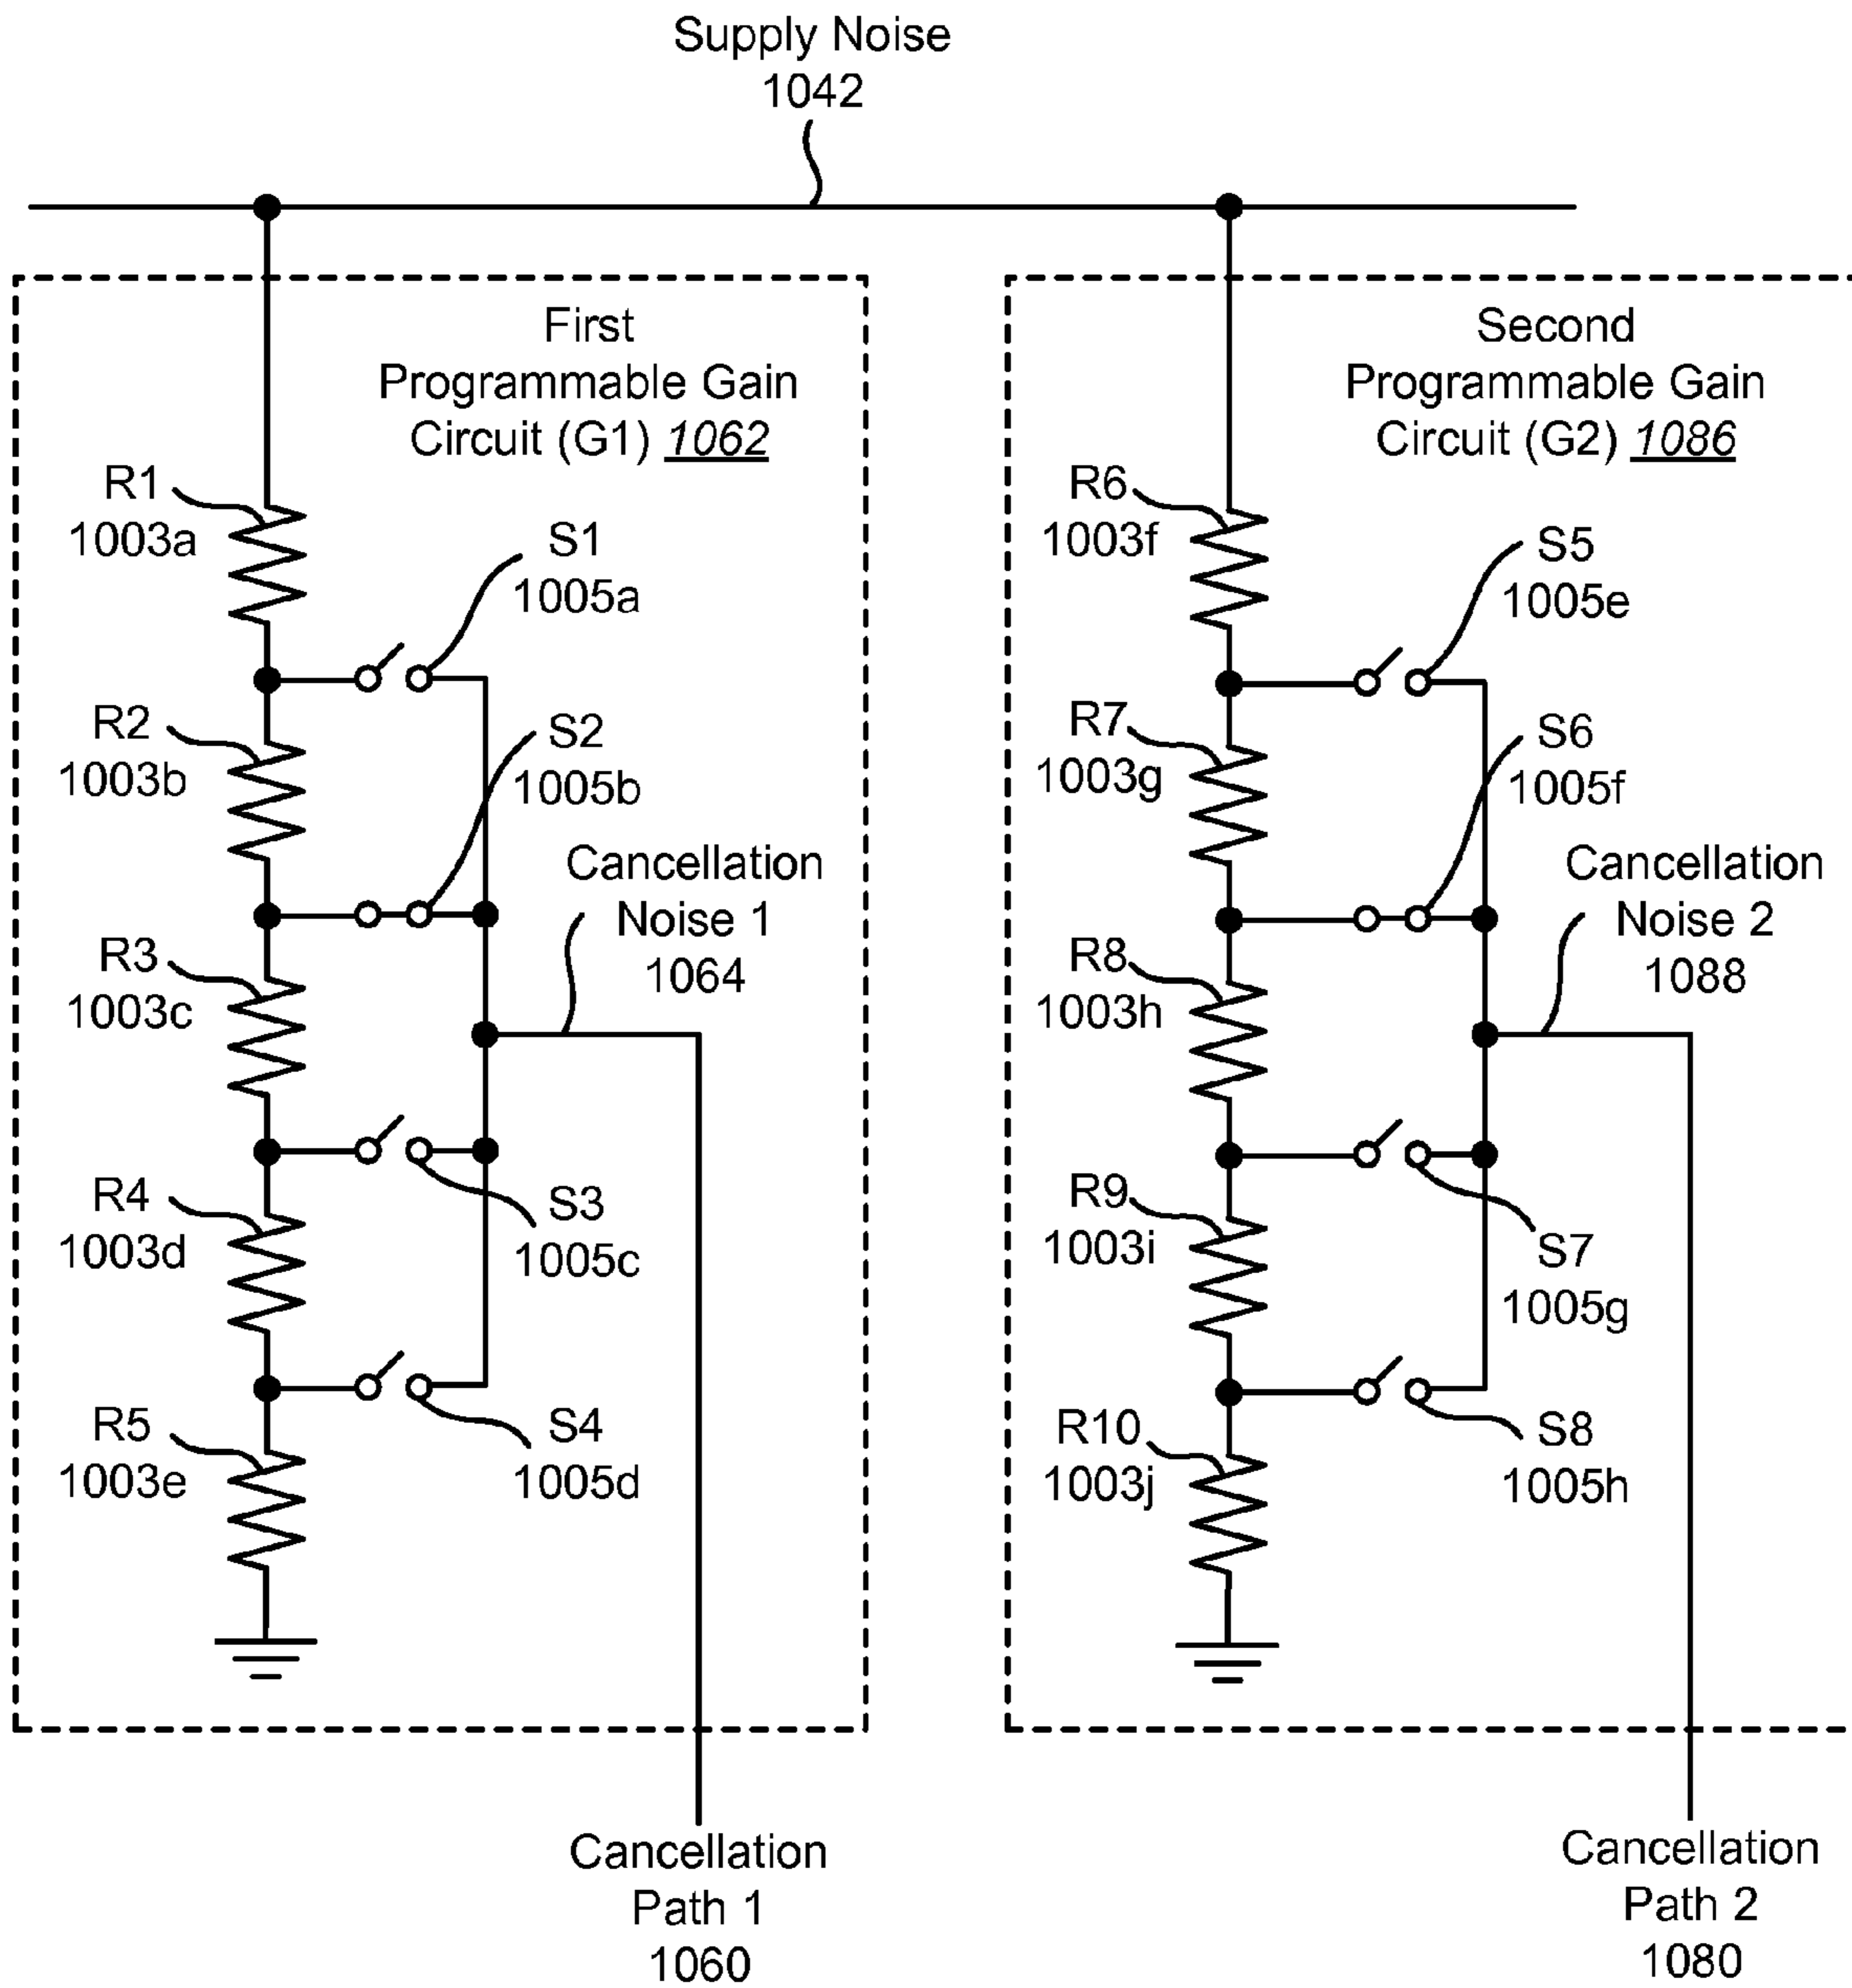 Supply Noise
1042
First
Programmable Gain
Circuit (G1) 1062
R1
1003a
S1
1005a
R2
1003b
S2
1005b
Cancellation
Noise 1
1064
R3
1003c
R4
1003d
S3
1005c
R5
1003e
S4
1005d
Cancellation
Path 1
1060
Second
Programmable Gain
Circuit (G2) 1086
R6
1003f
S5
1005e
R7
1003g
S6
1005f
Cancellation
Noise 2
1088
R8
1003h
R9
1003i
S7
1005g
R10
1003j
S8
1005h
Cancellation
Path 2
1080